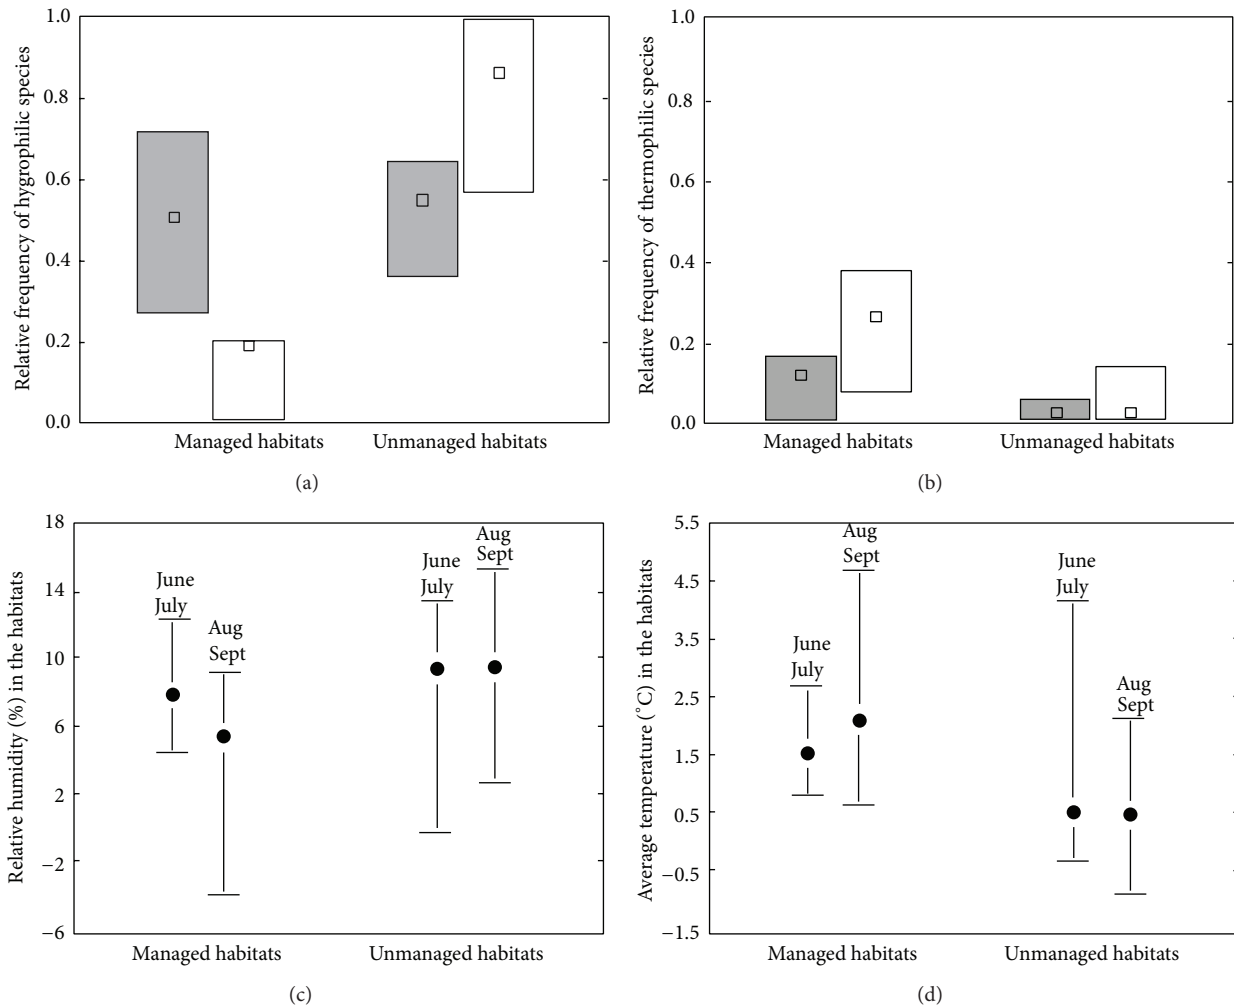 Relative frequency of hygrophilic species
1.0
0.8
0.6
0.4
0.2
0.0
Managed habitats
Unmanaged habitats
(a)
Relative frequency of thermophilic species
1.0
0.8
0.6
0.4
0.2
0.0
Managed habitats
Unmanaged habitats
(b)
Relative humidity (%) in the habitats
18
14
10
6
2
−2
−6
June
July
Aug
Sept
June
July
Aug
Sept
Managed habitats
Unmanaged habitats
(c)
Average temperature (°C) in the habitats
5.5
4.5
3.5
2.5
1.5
0.5
−0.5
−1.5
June
July
Aug
Sept
June
July
Aug
Sept
Managed habitats
Unmanaged habitats
(d)